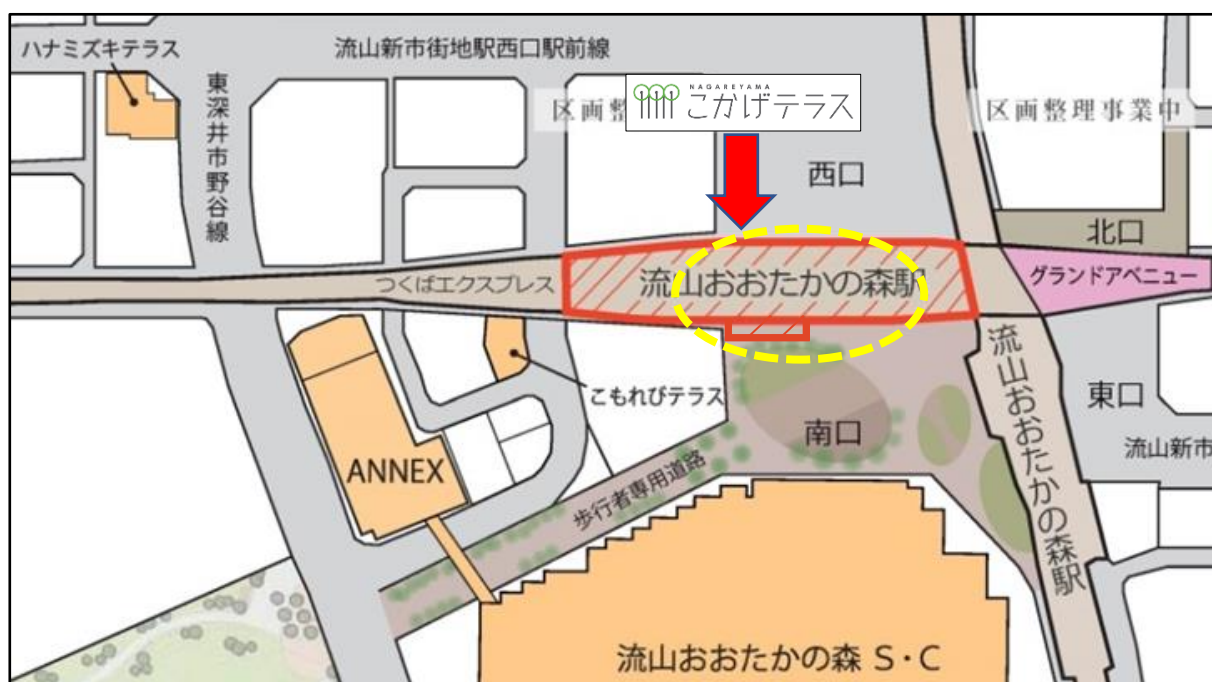 ハナミズキテラス
流山新市街地駅西口駅前線
東深井市野谷線
区画整
NAGAREYAMA
こかげテラス
区画整理事業中
西口
北口
グランドアベニュー
つくばエクスプレス
流山おおたかの森駅
こもれびテラス
南口
流山おおたかの森駅
東口
流山新市
ANNEX
歩行者専用道路
流山おおたかの森 S・C